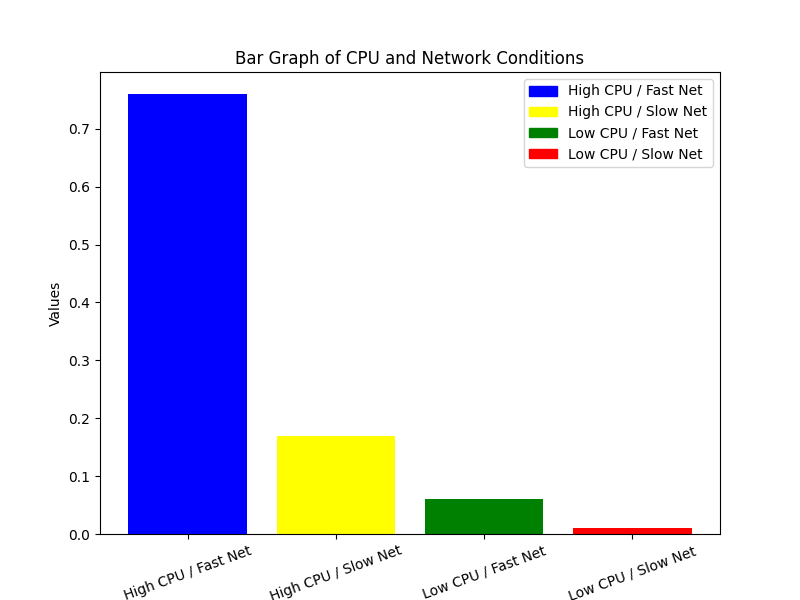 Bar Graph of CPU and Network Conditions
High CPU / Fast Net
High CPU / Slow Net
Low CPU / Fast Net
Low CPU / Slow Net
Values
0.7
0.6
0.5
0.4
0.3
0.2
0.1
0.0
High CPU / Fast Net
High CPU / Slow Net
Low CPU / Fast Net
Low CPU / Slow Net